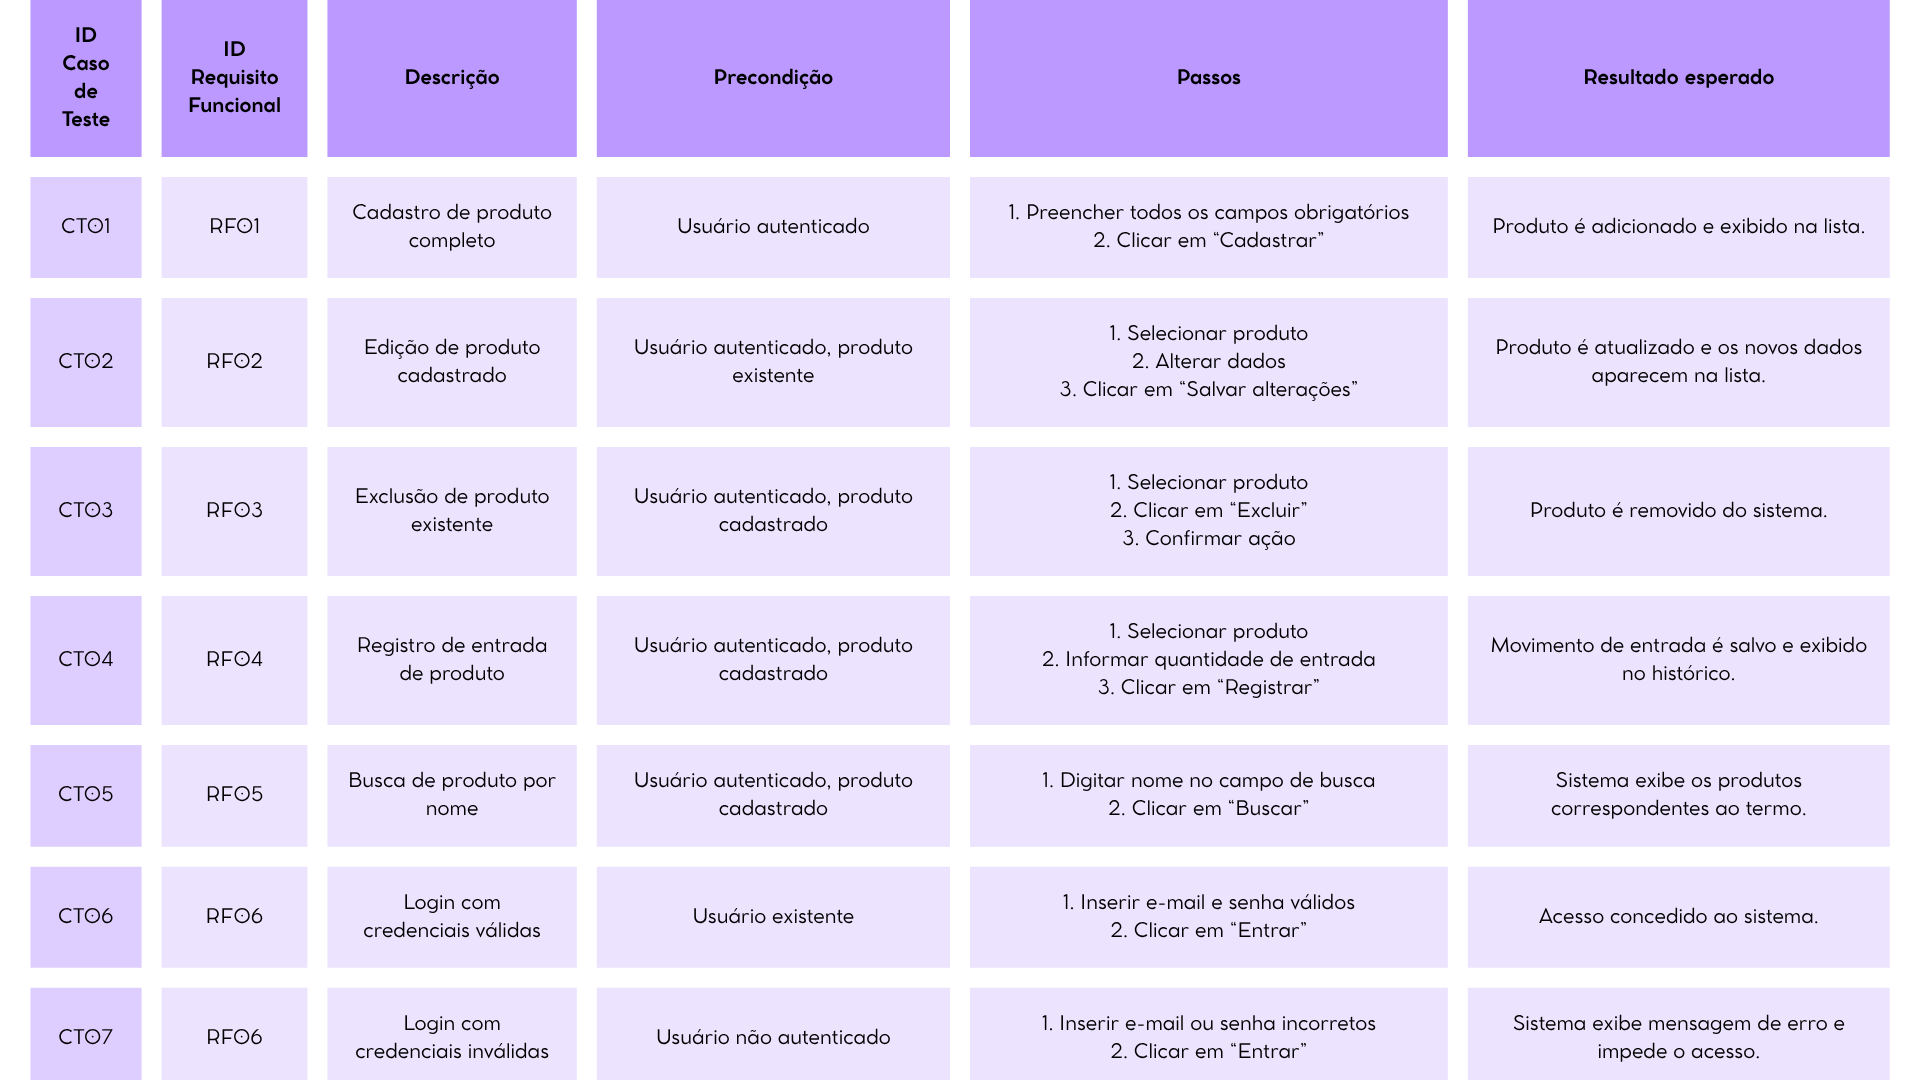 ID
Caso
de
Teste
ID
Requisito
Funcional
Descrição
Precondição
Passos
Resultado esperado
CT01
RF01
Cadastro de produto
completo
Usuário autenticado
1. Preencher todos os campos obrigatórios
2. Clicar em “Cadastrar”
Produto é adicionado e exibido na lista.
CT02
RF02
Edição de produto
cadastrado
Usuário autenticado, produto
existente
1. Selecionar produto
2. Alterar dados
3. Clicar em “Salvar alterações”
Produto é atualizado e os novos dados
aparecem na lista.
CT03
RF03
Exclusão de produto
existente
Usuário autenticado, produto
cadastrado
1. Selecionar produto
2. Clicar em “Excluir”
3. Confirmar ação
Produto é removido do sistema.
CT04
RF04
Registro de entrada
de produto
Usuário autenticado, produto
cadastrado
1. Selecionar produto
2. Informar quantidade de entrada
3. Clicar em “Registrar”
Movimento de entrada é salvo e exibido
no histórico.
CT05
RF05
Busca de produto por
nome
Usuário autenticado, produto
cadastrado
1. Digitar nome no campo de busca
2. Clicar em “Buscar”
Sistema exibe os produtos
correspondentes ao termo.
CT06
RF06
Login com
credenciais válidas
Usuário existente
1. Inserir e-mail e senha válidos
2. Clicar em “Entrar”
Acesso concedido ao sistema.
CT07
RF06
Login com
credenciais inválidas
Usuário não autenticado
1. Inserir e-mail ou senha incorretos
2. Clicar em “Entrar”
Sistema exibe mensagem de erro e
impede o acesso.